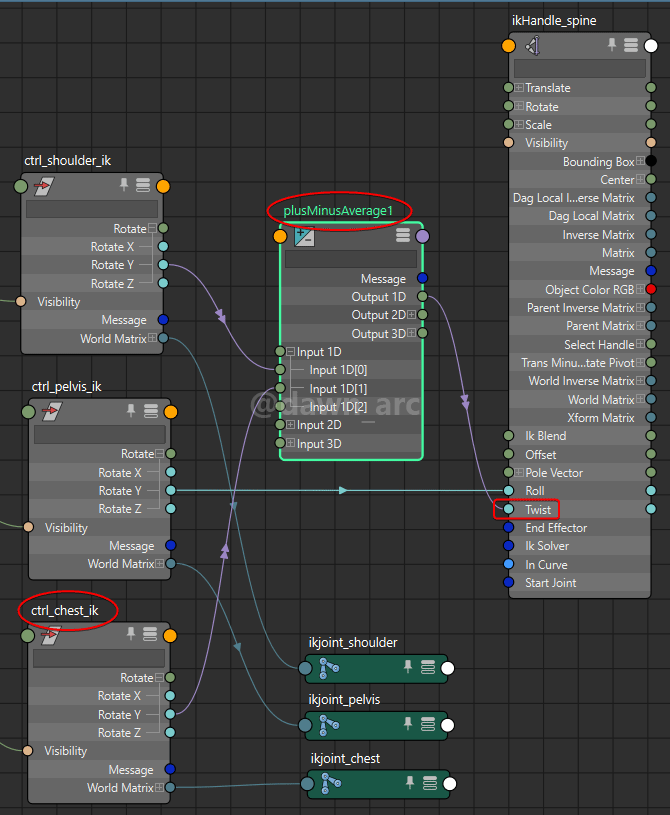 ikHandle_spine
Translate
Rotate
Scale
Visibility
Bounding Box
Center
Dag Local I...erse Matrix
Dag Local Matrix
Inverse Matrix
Matrix
Message
Object Color RGB
Parent Inverse Matrix
Parent Matrix
Select Handle
Trans Minu...tate Pivot
World Inverse Matrix
World Matrix
Xform Matrix
Ik Blend
Offset
Pole Vector
Roll
Twist
End Effector
Ik Solver
In Curve
Start Joint
ctrl_shoulder_ik
Rotate
Rotate X
Rotate Y
Rotate Z
Visibility
Message
World Matrix
plusMinusAverage1
Message
Output 1D
Output 2D
Output 3D
Input 1D
Input 1D[0]
Input 1D[1]
Input 1D[2]
Input 2D
Input 3D
@dawn_arc
ctrl_pelvis_ik
Rotate
Rotate X
Rotate Y
Rotate Z
Visibility
Message
World Matrix
ctrl_chest_ik
Rotate
Rotate X
Rotate Y
Rotate Z
Visibility
Message
World Matrix
ikjoint_shoulder
ikjoint_pelvis
ikjoint_chest